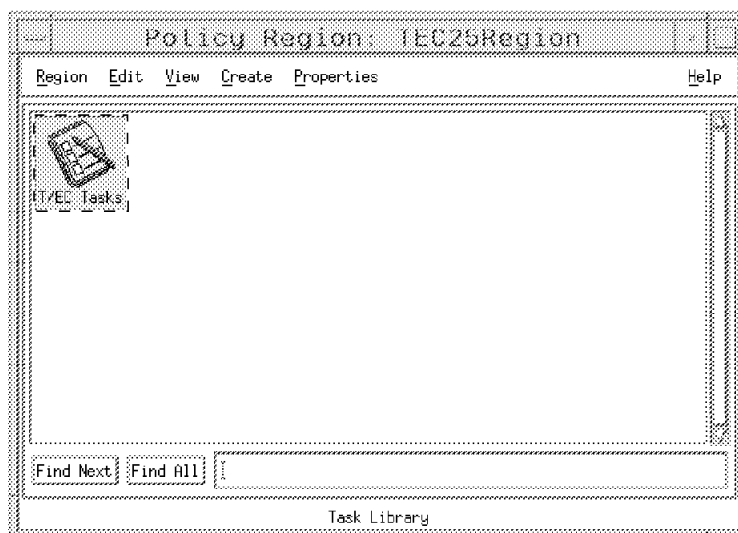 Policy Region: TEC25Region
Region Edit View Create Properties Help
T/EC Tasks
Find Next Find All
Task Library